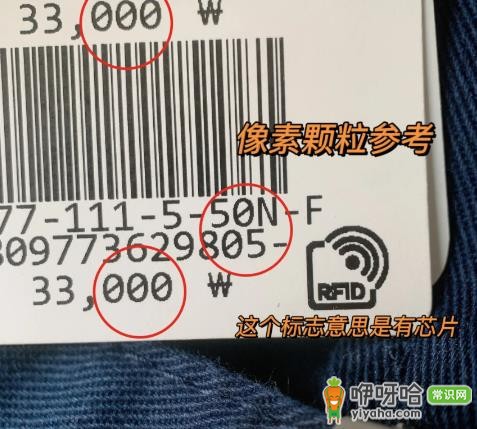 33,000 ₩
像素颗粒参考
77-111-5-50N-F
809773629805-
33,000 ₩
RFID
这个标志意思是有芯片
咿呀哈 常识网
yiyaha.com